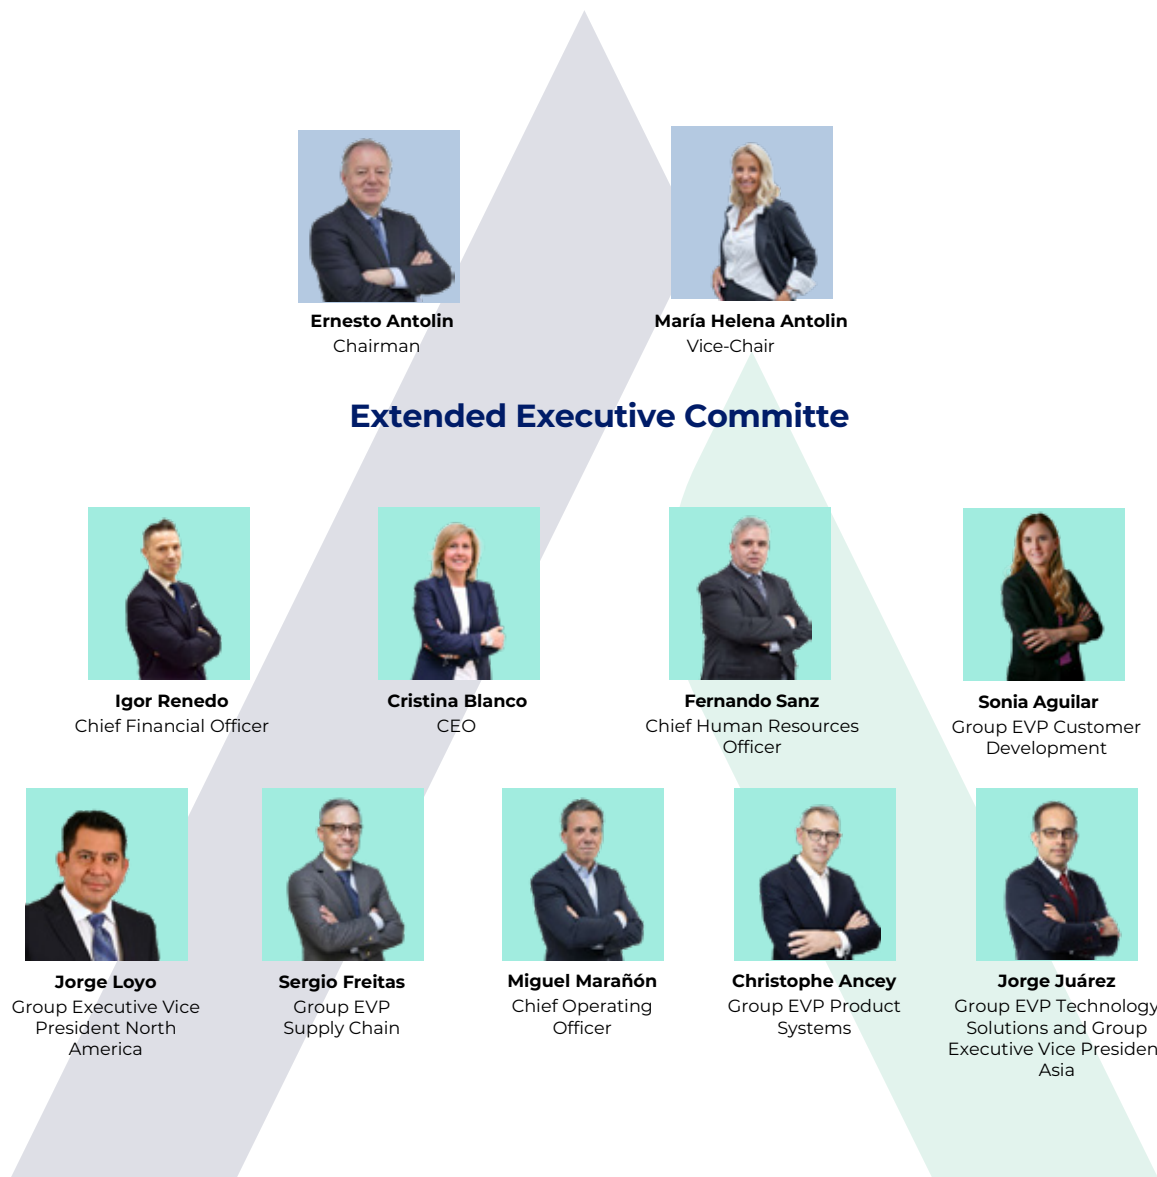 Ernesto Antolin
Chairman
María Helena Antolin
Vice-Chair
Extended Executive Committe
Igor Renedo
Chief Financial Officer
Cristina Blanco
CEO
Fernando Sanz
Chief Human Resources
Officer
Sonia Aguilar
Group EVP Customer
Development
Jorge Loyo
Group Executive Vice
President North
America
Sergio Freitas
Group EVP
Supply Chain
Miguel Marañón
Chief Operating
Officer
Christophe Ancey
Group EVP Product
Systems
Jorge Juárez
Group EVP Technology
Solutions and Group
Executive Vice Presiden
Asia